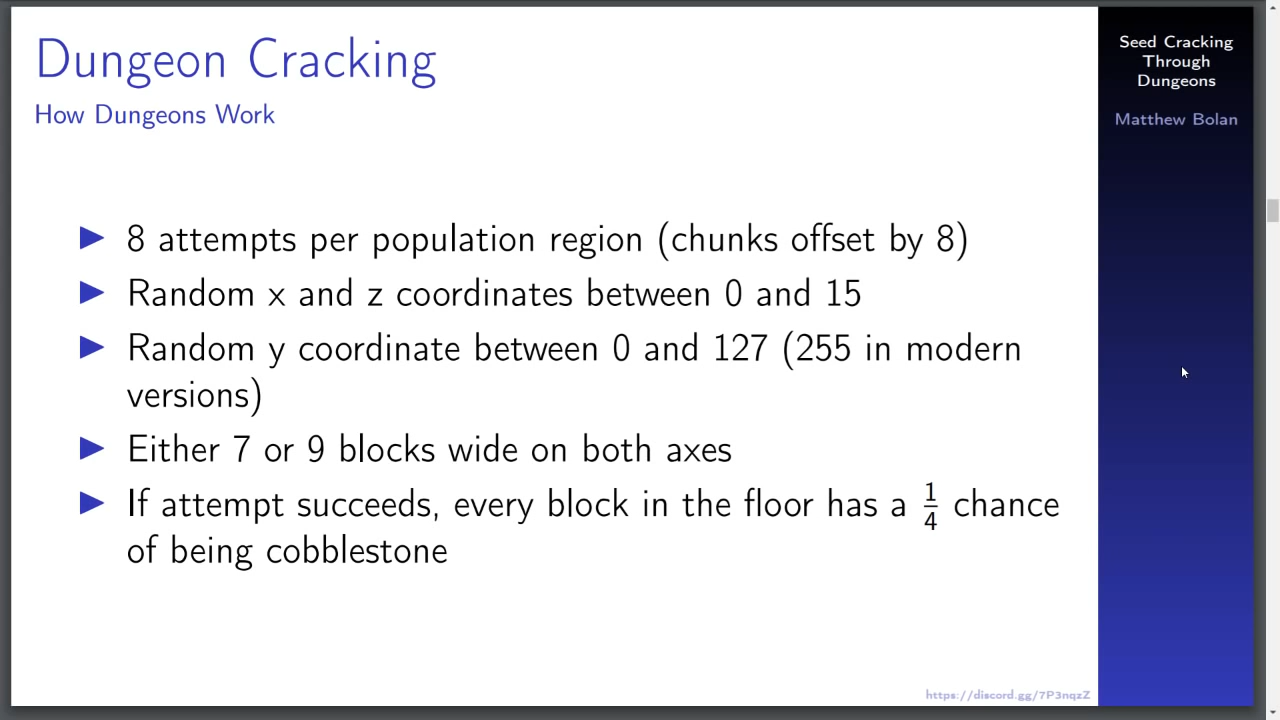 Dungeon Cracking
How Dungeons Work
8 attempts per population region (chunks offset by 8)
Random x and z coordinates between 0 and 15
Random y coordinate between 0 and 127 (255 in modern
versions)
Either 7 or 9 blocks wide on both axes
If attempt succeeds, every block in the floor has a 1/4 chance
of being cobblestone
Seed Cracking
Through
Dungeons
Matthew Bolan
https://discord.gg/7P3nqzZ